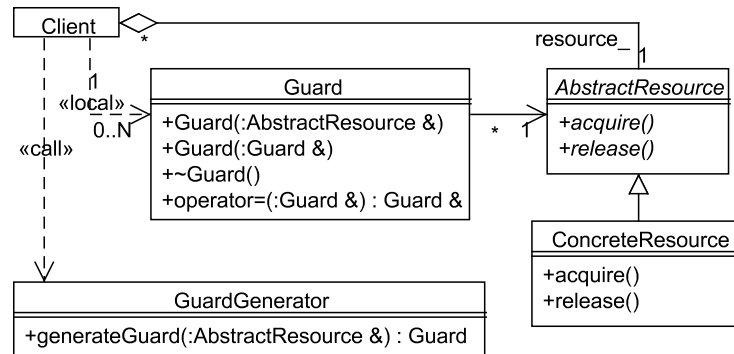 Client
*
resource_
1
1
«local»
0..N
«call»
Guard
+Guard(:AbstractResource &)
+Guard(:Guard &)
+~Guard()
+operator=(:Guard &) : Guard &
*
1
AbstractResource
+acquire()
+release()
ConcreteResource
+acquire()
+release()
GuardGenerator
+generateGuard(:AbstractResource &) : Guard